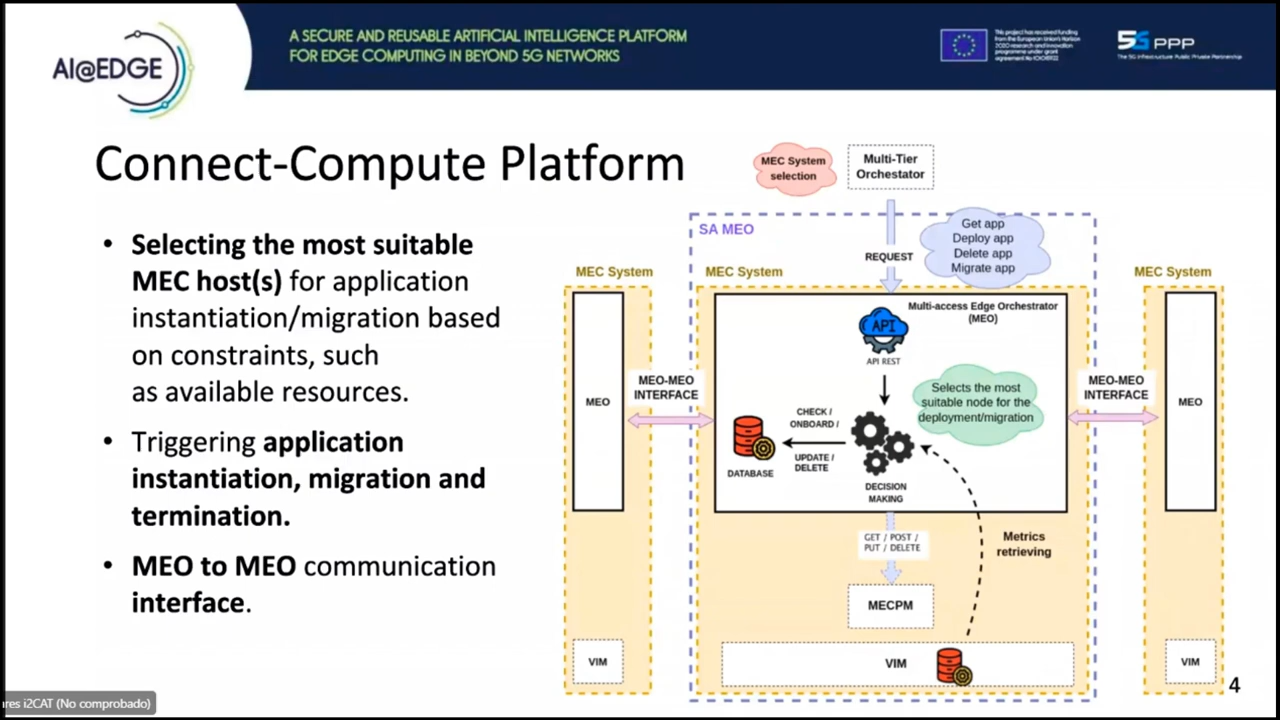 AI@EDGE
A SECURE AND REUSABLE ARTIFICIAL INTELLIGENCE PLATFORM
FOR EDGE COMPUTING IN BEYOND 5G NETWORKS
This project has received funding
from the European Union's Horizon
2020 research and innovation
programme under grant
5G PPP
The 5G Infrastructure Public Private Partnership
Connect-Compute Platform
• Selecting the most suitable
MEC host(s) for application
instantiation/migration based
on constraints, such
as available resources.
• Triggering application
instantiation, migration and
termination.
• MEO to MEO communication
interface.
MEC System
selection
Multi-Tier
Orchestrator
SA MEO
REQUEST
Get app
Deploy app
Delete app
Migrate app
MEC System
MEC System
MEC System
MEO
MEO-MEO
INTERFACE
Multi-access Edge Orchestrator
(MEO)
API
API REST
Selects the most
suitable node for the
deployment/migration
CHECK /
ONBOARD /
UPDATE /
DELETE
DATABASE
DECISION
MAKING
MEO-MEO
INTERFACE
MEO
GET / POST /
PUT / DELETE
Metrics
retrieving
MECPM
VIM
VIM
VIM
4
ares i2CAT (No comprobado)